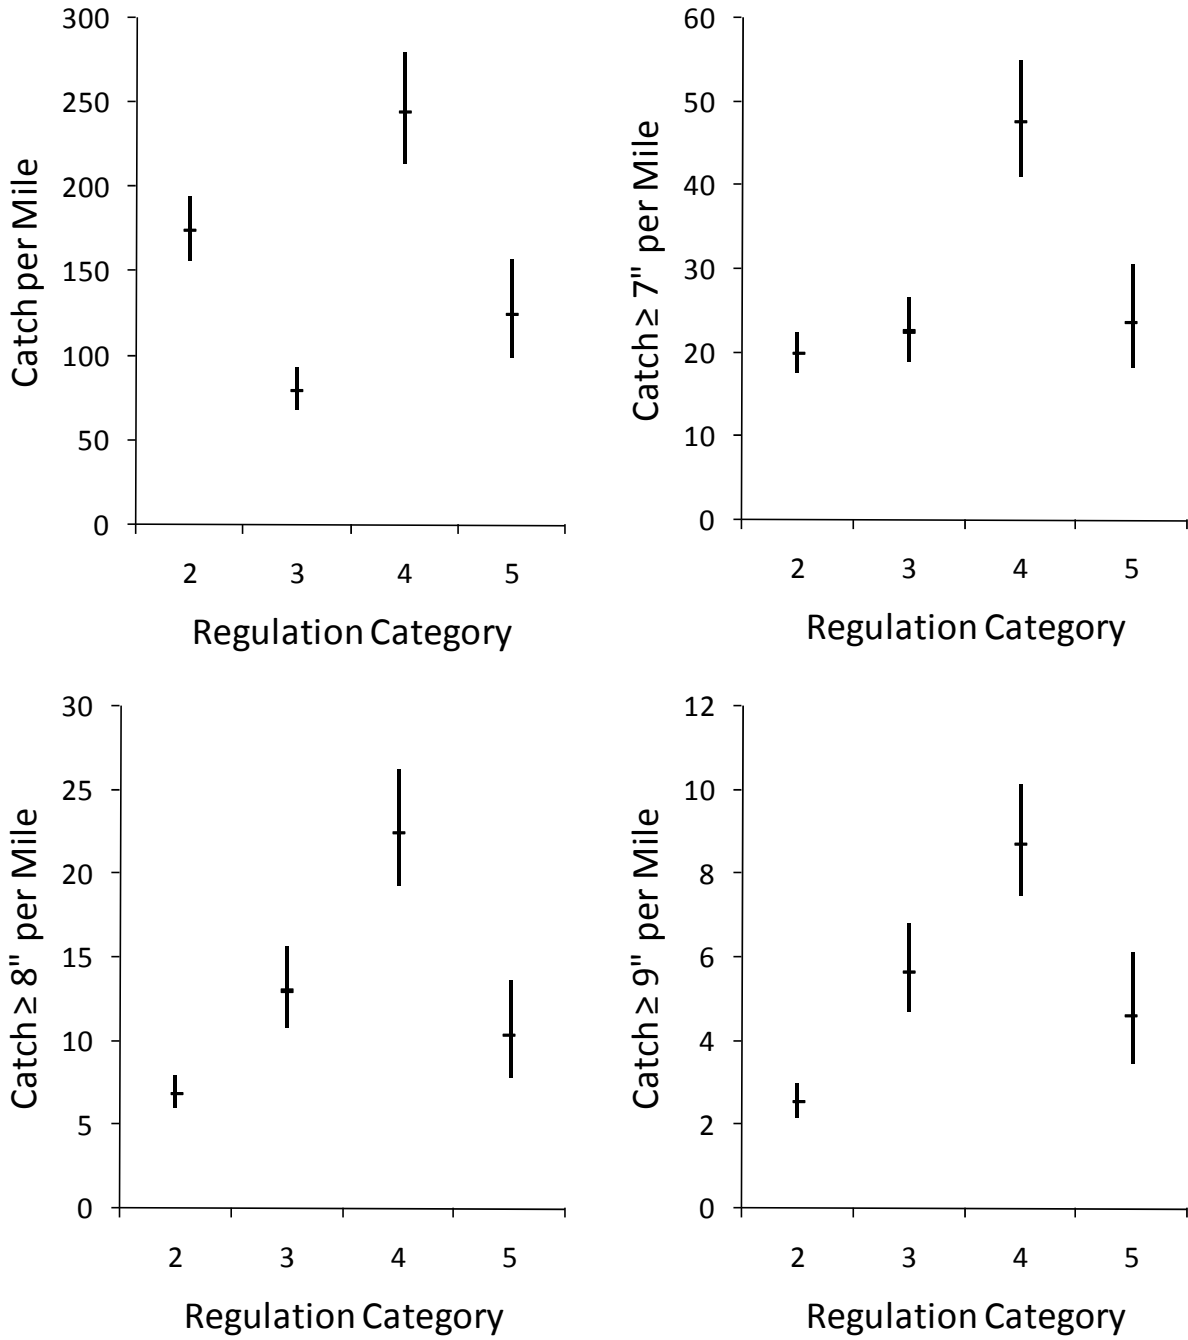 300
250
200
150
100
50
0
Catch per Mile
2 3 4 5
Regulation Category
60
50
40
30
20
10
0
Catch ≥ 7" per Mile
2 3 4 5
Regulation Category
30
25
20
15
10
5
0
Catch ≥ 8" per Mile
2 3 4 5
Regulation Category
12
10
8
6
4
2
0
Catch ≥ 9" per Mile
2 3 4 5
Regulation Category